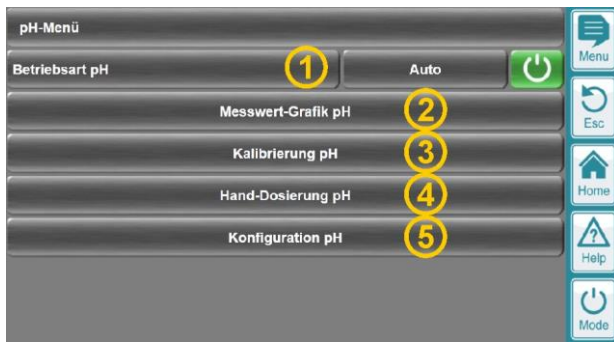 pH-Menü
Betriebsart pH 1 Auto
Messwert-Grafik pH 2
Kalibrierung pH 3
Hand-Dosierung pH 4
Konfiguration pH 5
Menu
Esc
Home
? Help
Mode